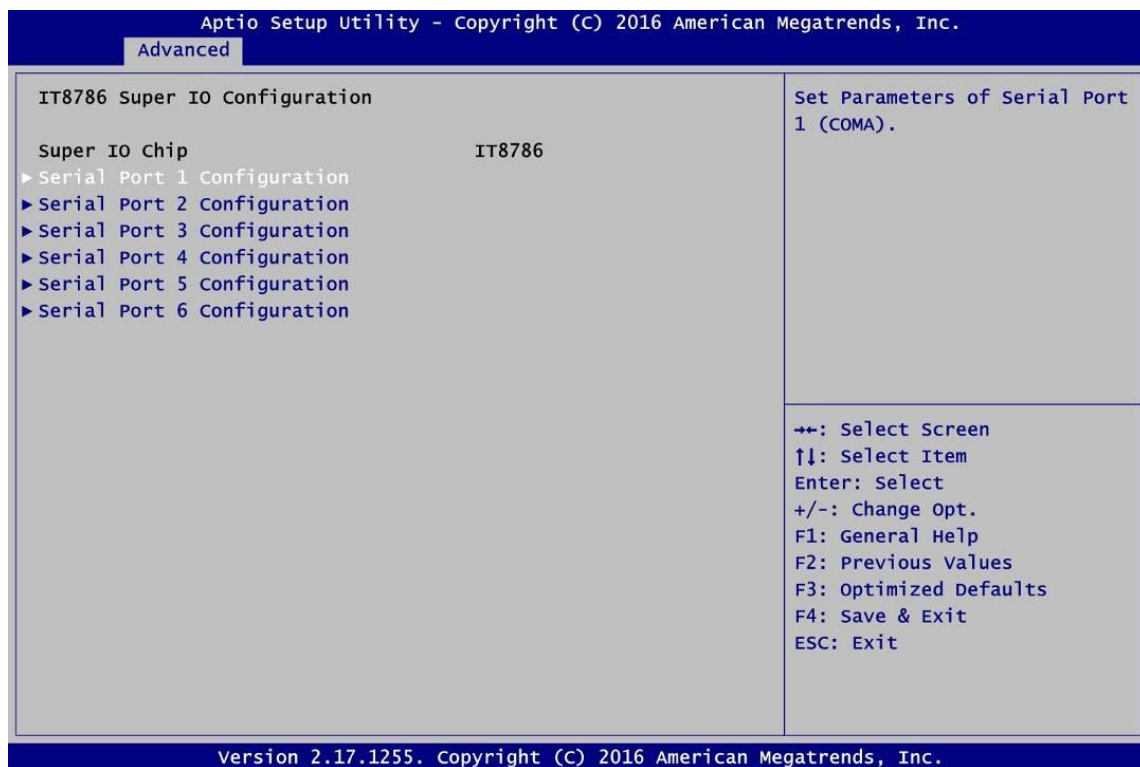 Aptio Setup Utility - Copyright (C) 2016 American Megatrends, Inc.
Advanced
IT8786 Super IO Configuration
Super IO Chip IT8786
▶ Serial Port 1 Configuration
▶ Serial Port 2 Configuration
▶ Serial Port 3 Configuration
▶ Serial Port 4 Configuration
▶ Serial Port 5 Configuration
▶ Serial Port 6 Configuration
Set Parameters of Serial Port
1 (COMA).
→←: Select Screen
↑↓: Select Item
Enter: Select
+/-: Change Opt.
F1: General Help
F2: Previous Values
F3: Optimized Defaults
F4: Save & Exit
ESC: Exit
Version 2.17.1255. Copyright (C) 2016 American Megatrends, Inc.